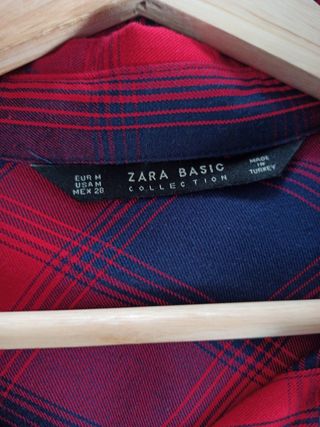 EUR M
USA M
MEX 28
ZARA BASIC
COLLECTION
MADE
IN
TURKEY